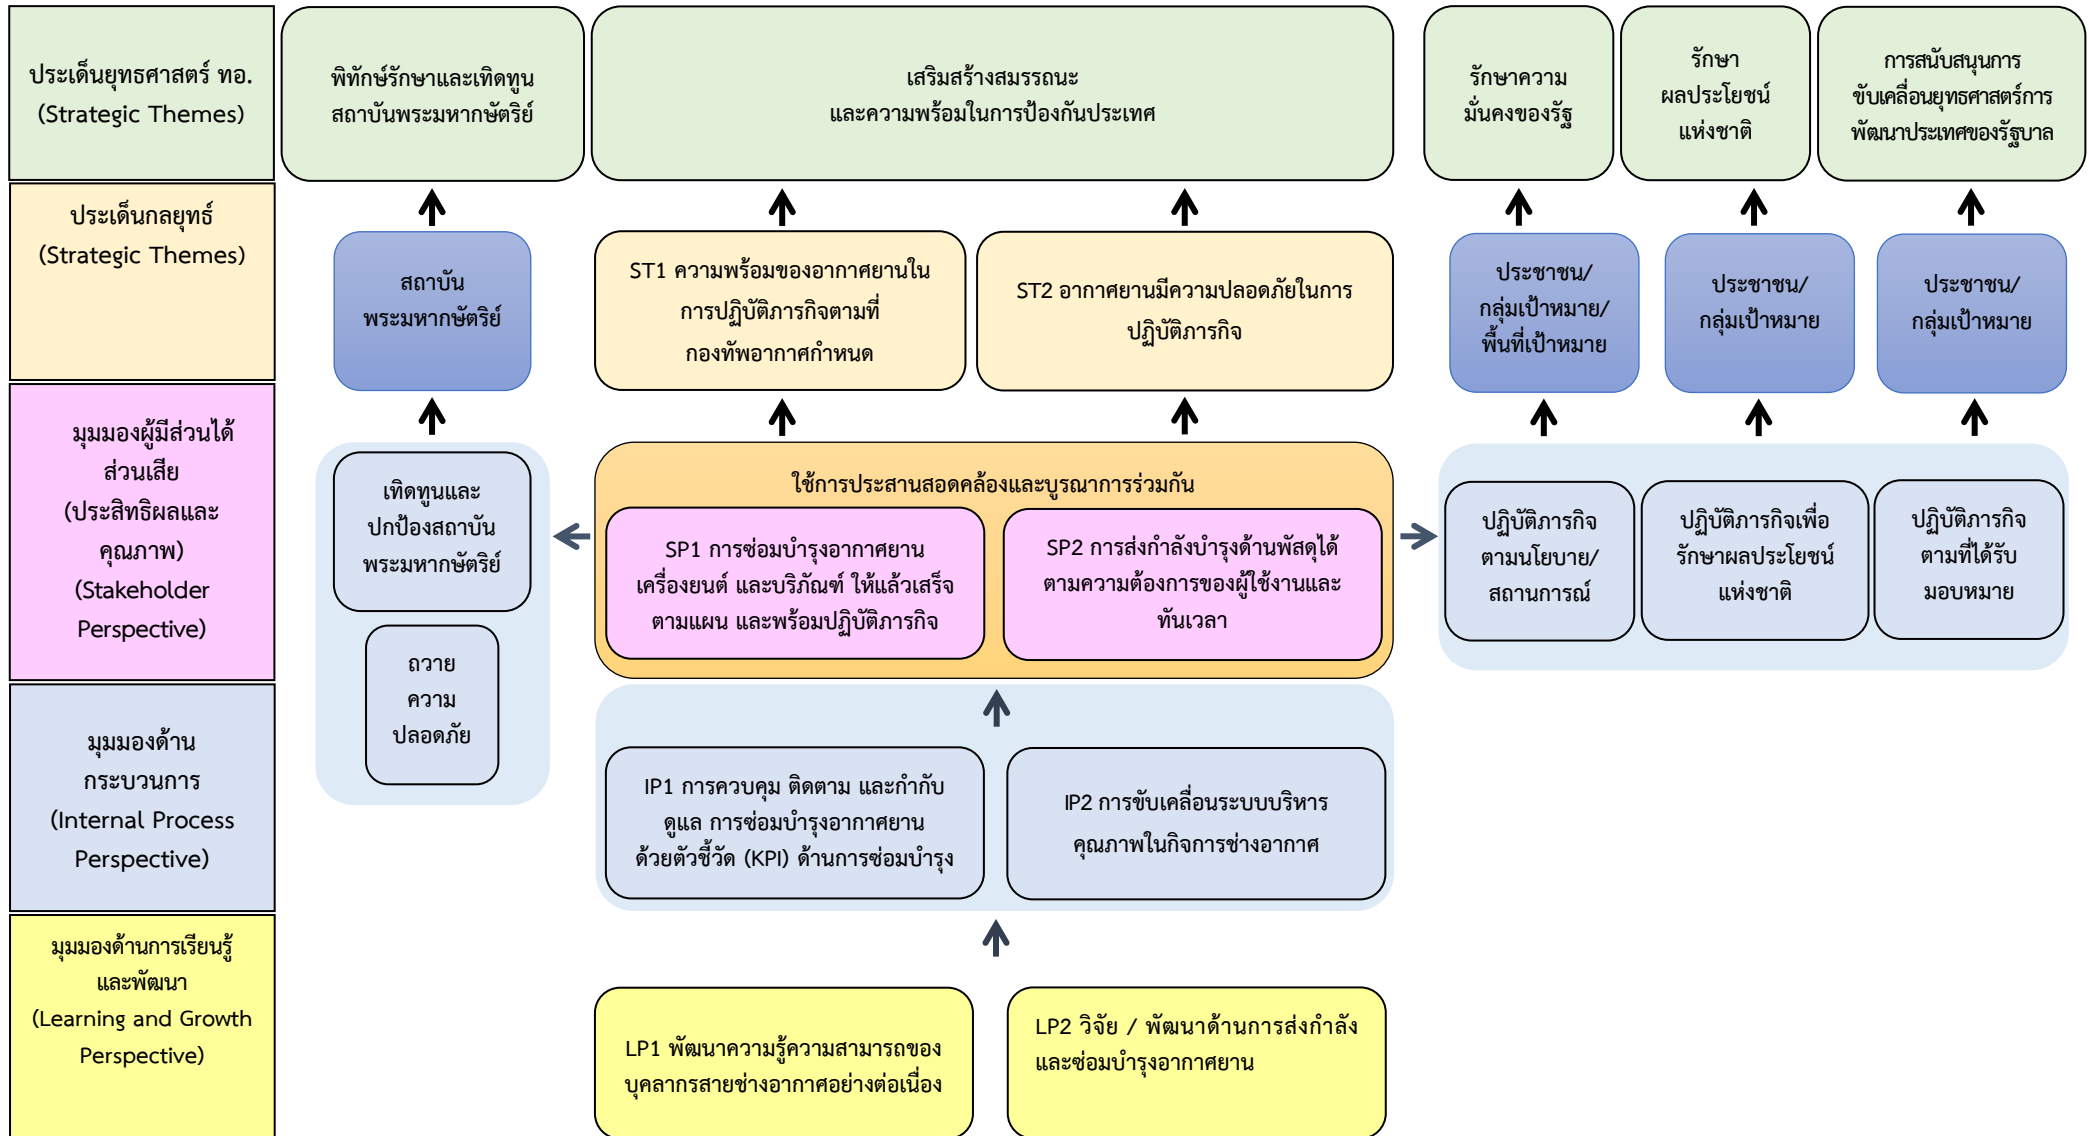 ประเด็นยุทธศาสตร์ ทอ.
(Strategic Themes)
พิทักษ์รักษาและเทิดทูน
สถาบันพระมหากษัตริย์
เสริมสร้างสมรรถนะ
และความพร้อมในการป้องกันประเทศ
รักษาความ
มั่นคงของรัฐ
รักษา
ผลประโยชน์
แห่งชาติ
การสนับสนุนการ
ขับเคลื่อนยุทธศาสตร์การ
พัฒนาประเทศของรัฐบาล
ประเด็นกลยุทธ์
(Strategic Themes)
สถาบัน
พระมหากษัตริย์
ST1 ความพร้อมของอากาศยานใน
การปฏิบัติภารกิจตามที่
กองทัพอากาศกำหนด
ST2 อากาศยานมีความปลอดภัยในการ
ปฏิบัติภารกิจ
ประชาชน/
กลุ่มเป้าหมาย/
พื้นที่เป้าหมาย
ประชาชน/
กลุ่มเป้าหมาย
ประชาชน/
กลุ่มเป้าหมาย
มุมมองผู้มีส่วนได้
ส่วนเสีย
(ประสิทธิผลและ
คุณภาพ)
(Stakeholder
Perspective)
เทิดทูนและ
ปกป้องสถาบัน
พระมหากษัตริย์
ถวาย
ความ
ปลอดภัย
ใช้การประสานสอดคล้องและบูรณาการร่วมกัน
SP1 การซ่อมบำรุงอากาศยาน
เครื่องยนต์ และบริภัณฑ์ ให้แล้วเสร็จ
ตามแผน และพร้อมปฏิบัติภารกิจ
SP2 การส่งกำลังบำรุงด้านพัสดุได้
ตามความต้องการของผู้ใช้งานและ
ทันเวลา
ปฏิบัติภารกิจ
ตามนโยบาย/
สถานการณ์
ปฏิบัติภารกิจเพื่อ
รักษาผลประโยชน์
แห่งชาติ
ปฏิบัติภารกิจ
ตามที่ได้รับ
มอบหมาย
มุมมองด้าน
กระบวนการ
(Internal Process
Perspective)
IP1 การควบคุม ติดตาม และกำกับ
ดูแล การซ่อมบำรุงอากาศยาน
ด้วยตัวชี้วัด (KPI) ด้านการซ่อมบำรุง
IP2 การขับเคลื่อนระบบบริหาร
คุณภาพในกิจการช่างอากาศ
มุมมองด้านการเรียนรู้
และพัฒนา
(Learning and Growth
Perspective)
LP1 พัฒนาความรู้ความสามารถของ
บุคลากรสายช่างอากาศอย่างต่อเนื่อง
LP2 วิจัย / พัฒนาด้านการส่งกำลัง
และซ่อมบำรุงอากาศยาน